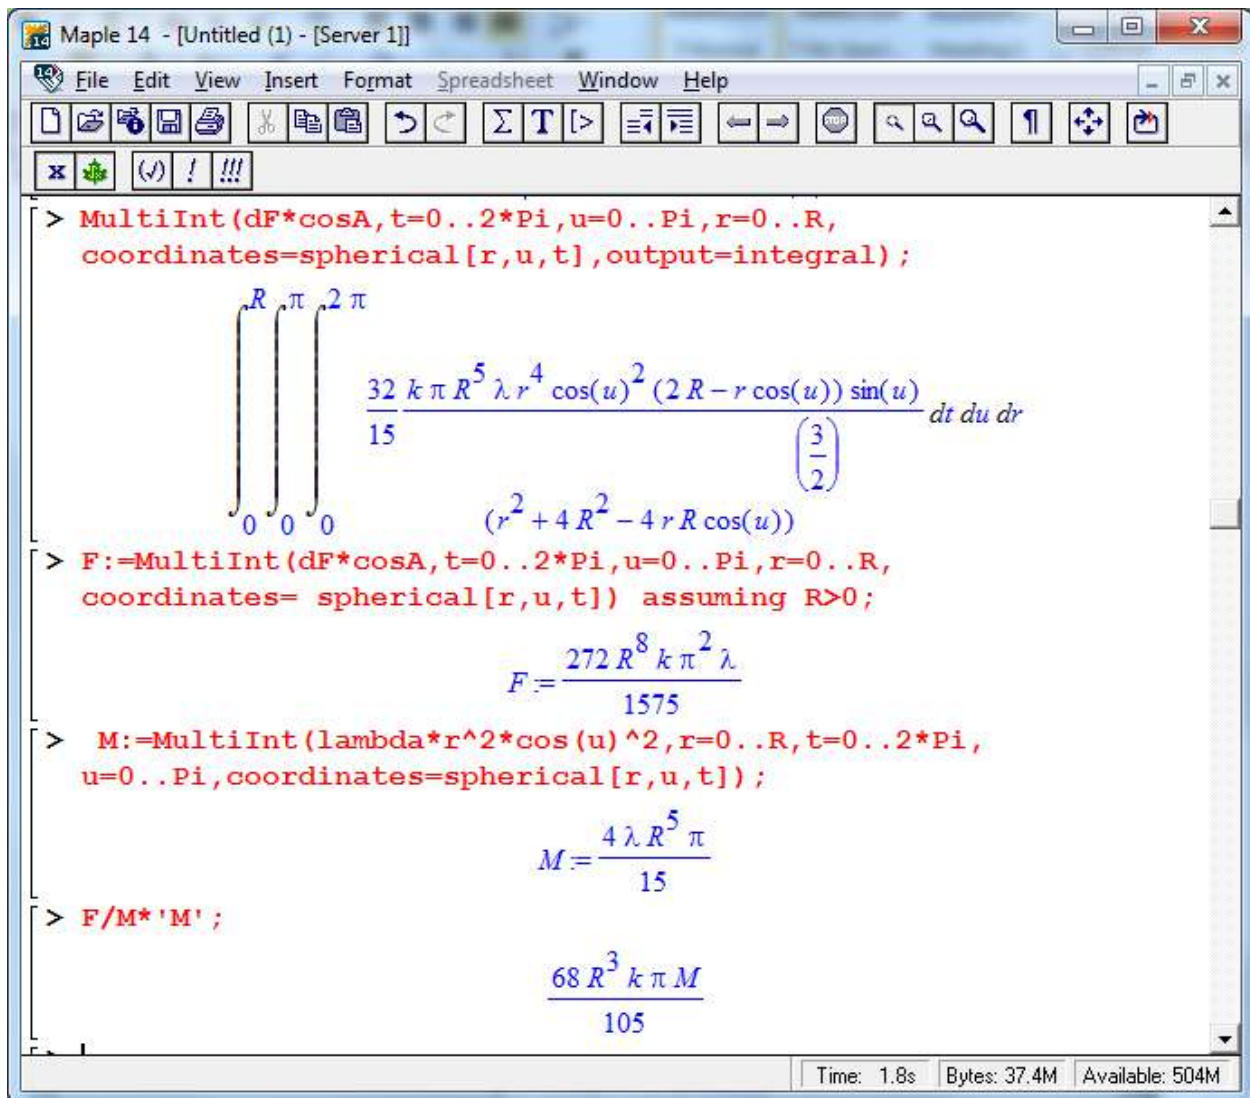 Maple 14 - [Untitled (1) - [Server 1]]
File Edit View Insert Format Spreadsheet Window Help
Σ T [>
STOP
x (√) ! !!!
> MultiInt(dF*cosA,t=0..2*Pi,u=0..Pi,r=0..R,
coordinates=spherical[r,u,t],output=integral);
∫₀^R ∫₀^π ∫₀^(2 π) 32/15 k π R^5 λ r^4 cos(u)^2 (2 R − r cos(u)) sin(u) / (r^2 + 4 R^2 − 4 r R cos(u))^(3/2) dt du dr
> F:=MultiInt(dF*cosA,t=0..2*Pi,u=0..Pi,r=0..R,
coordinates= spherical[r,u,t]) assuming R>0;
F := 272 R^8 k π^2 λ / 1575
> M:=MultiInt(lambda*r^2*cos(u)^2,r=0..R,t=0..2*Pi,
u=0..Pi,coordinates=spherical[r,u,t]);
M := 4 λ R^5 π / 15
> F/M*'M';
68 R^3 k π M / 105
Time: 1.8s Bytes: 37.4M Available: 504M